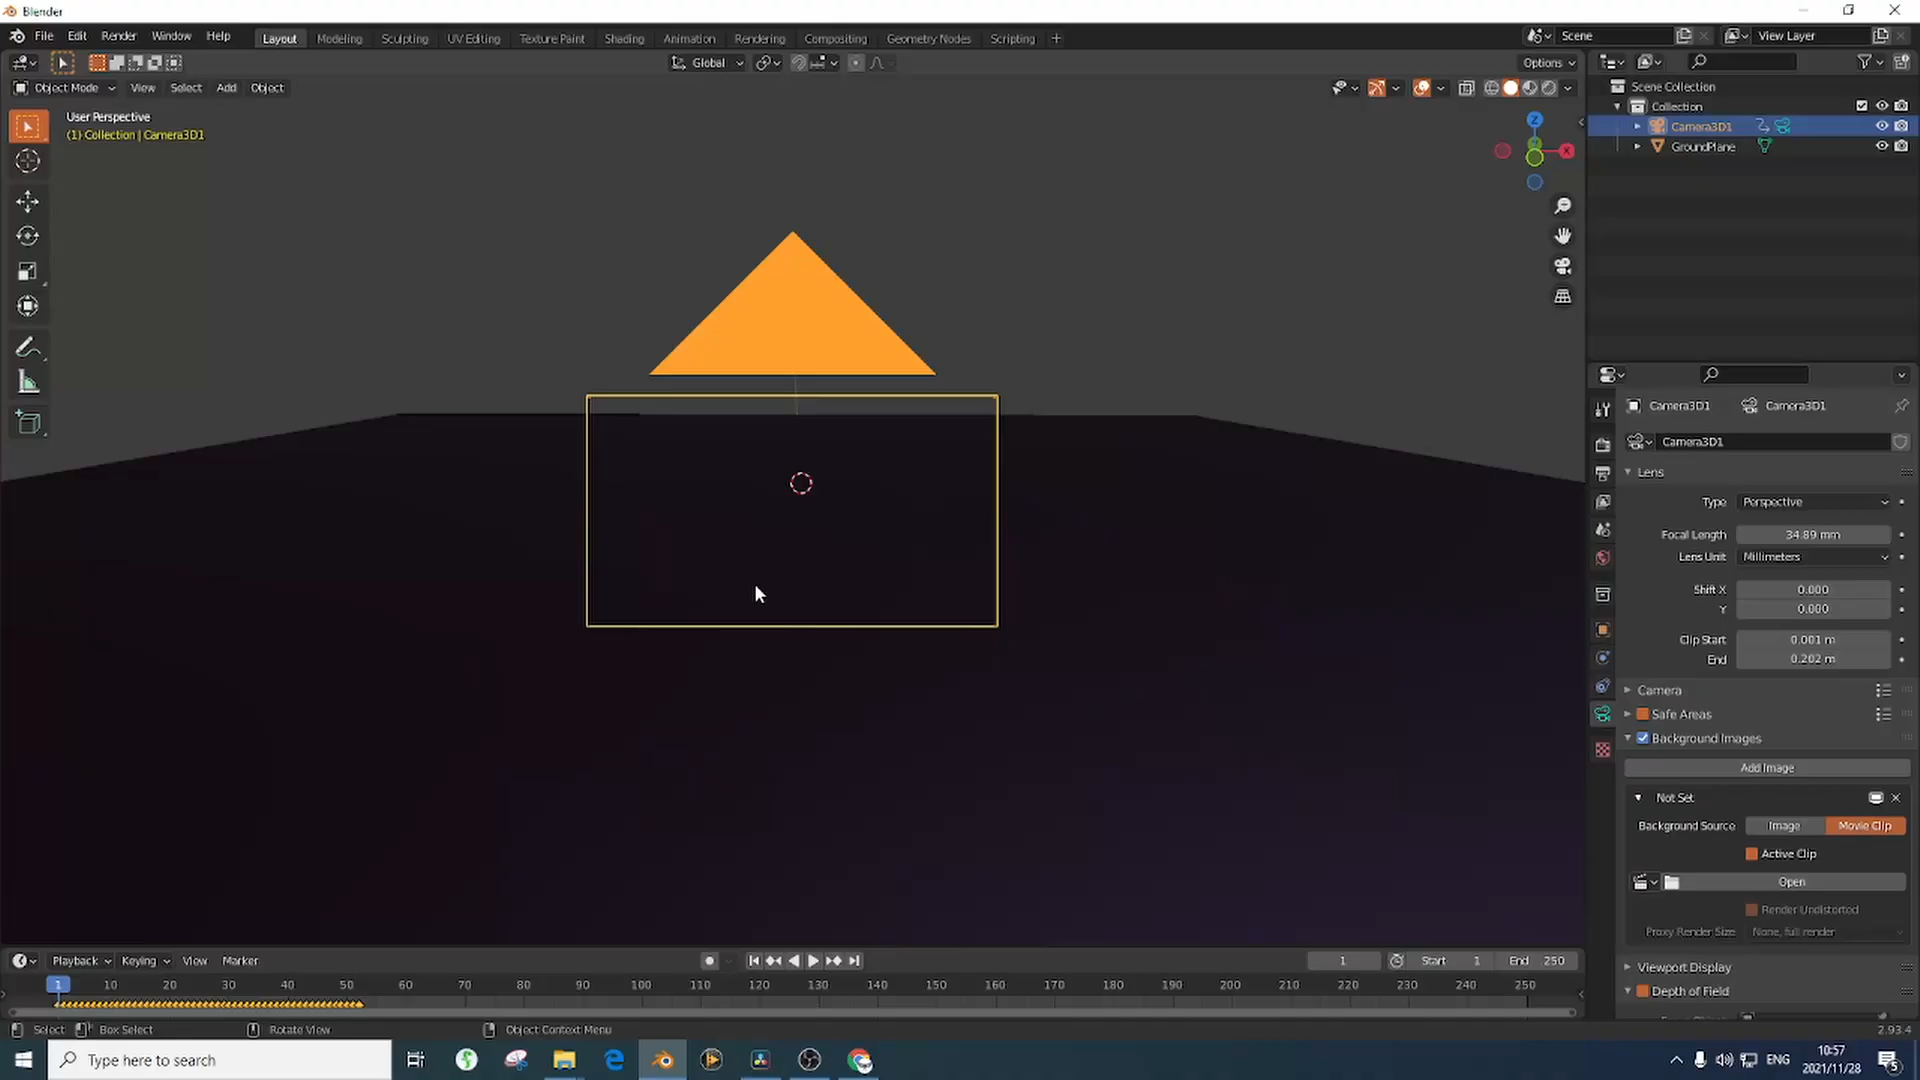 Blender
File Edit Render Window Help
Layout Modeling Sculpting UV Editing Texture Paint Shading Animation Rendering Compositing Geometry Nodes Scripting +
Scene
View Layer
Global
Options
Object Mode View Select Add Object
User Perspective
(1) Collection | Camera3D1
Z
X
Scene Collection
Collection
Camera3D1
GroundPlane
Camera3D1 Camera3D1
Camera3D1
Lens
Type Perspective
Focal Length 34.89 mm
Lens Unit Millimeters
Shift X 0.000
Y 0.000
Clip Start 0.001 m
End 0.202 m
Camera
Safe Areas
Background Images
Add Image
Not Set
Background Source Image Movie Clip
Active Clip
Open
Render Undistorted
Proxy Render Size None, full render
Viewport Display
Depth of Field
Playback Keying View Marker
1 Start 1 End 250
1 10 20 30 40 50 60 70 80 90 100 110 120 130 140 150 160 170 180 190 200 210 220 230 240 250
Select Box Select Rotate View Object Context Menu
2.93.4
Type here to search
ENG
10:57
2021/11/28
5